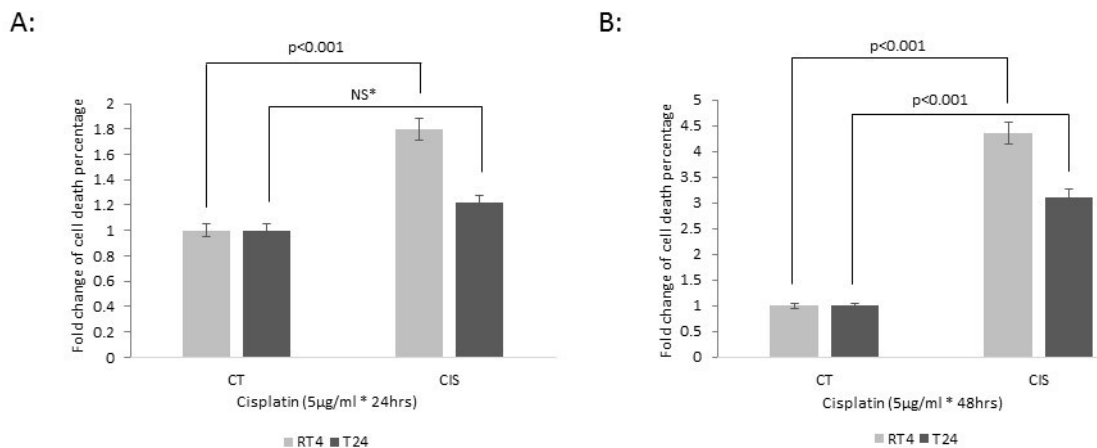 A:
p<0.001
NS*
Fold change of cell death percentage
2
1.8
1.6
1.4
1.2
1
0.8
0.6
0.4
0.2
0
CT
CIS
Cisplatin (5µg/ml * 24hrs)
RT4
T24
B:
p<0.001
p<0.001
Fold change of cell death percentage
5
4.5
4
3.5
3
2.5
2
1.5
1
0.5
0
CT
CIS
Cisplatin (5µg/ml * 48hrs)
RT4
T24